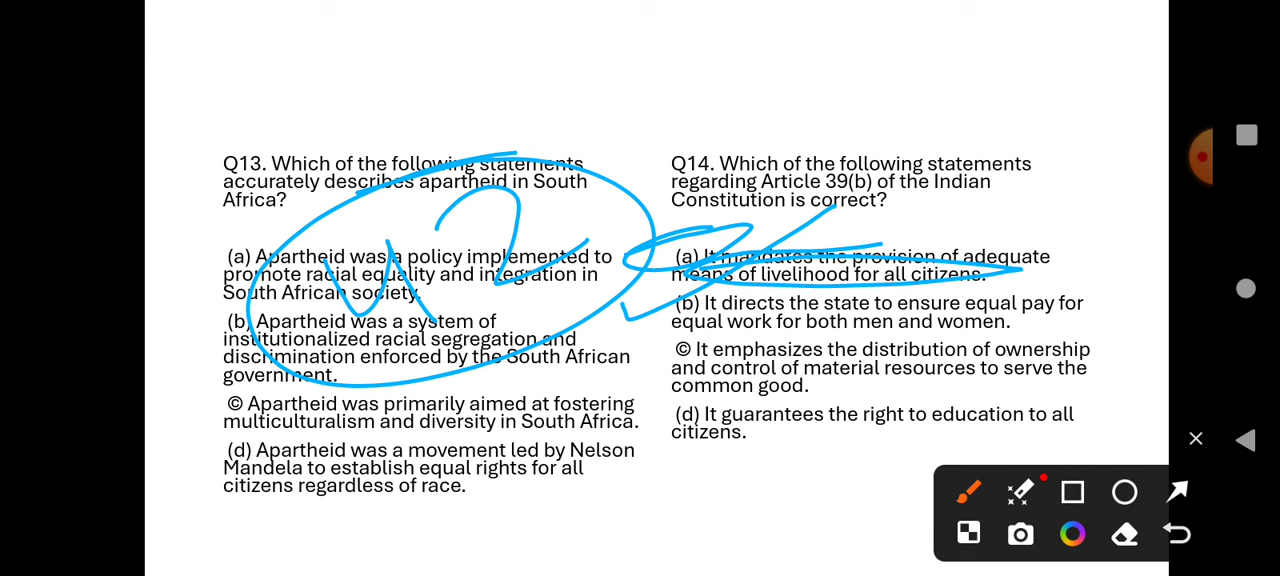 Q13. Which of the following statements
accurately describes apartheid in South
Africa?
(a) Apartheid was a policy implemented to
promote racial equality and integration in
South African society.
(b) Apartheid was a system of
institutionalized racial segregation and
discrimination enforced by the South African
government.
© Apartheid was primarily aimed at fostering
multiculturalism and diversity in South Africa.
(d) Apartheid was a movement led by Nelson
Mandela to establish equal rights for all
citizens regardless of race.
Q14. Which of the following statements
regarding Article 39(b) of the Indian
Constitution is correct?
(a) It mandates the provision of adequate
means of livelihood for all citizens.
(b) It directs the state to ensure equal pay for
equal work for both men and women.
© It emphasizes the distribution of ownership
and control of material resources to serve the
common good.
(d) It guarantees the right to education to all
citizens.